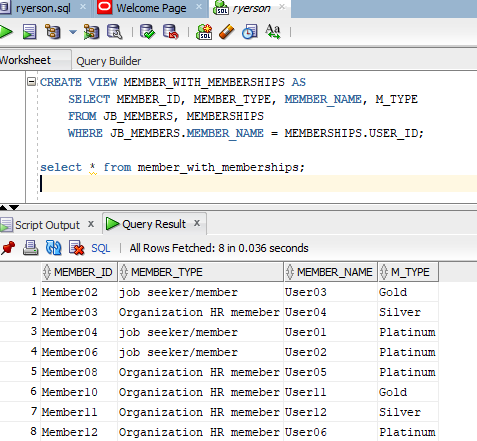 ryerson.sql x Welcome Page x ryerson
Worksheet Query Builder
CREATE VIEW MEMBER_WITH_MEMBERSHIPS AS
SELECT MEMBER_ID, MEMBER_TYPE, MEMBER_NAME, M_TYPE
FROM JB_MEMBERS, MEMBERSHIPS
WHERE JB_MEMBERS.MEMBER_NAME = MEMBERSHIPS.USER_ID;
select * from member_with_memberships;
Script Output x Query Result x
SQL | All Rows Fetched: 8 in 0.036 seconds
MEMBER_ID MEMBER_TYPE MEMBER_NAME M_TYPE
1 Member02 job seeker/member User03 Gold
2 Member03 Organization HR memeber User04 Silver
3 Member04 job seeker/member User01 Platinum
4 Member06 job seeker/member User02 Platinum
5 Member08 Organization HR memeber User05 Platinum
6 Member10 Organization HR memeber User11 Gold
7 Member11 Organization HR memeber User12 Silver
8 Member12 Organization HR memeber User06 Platinum